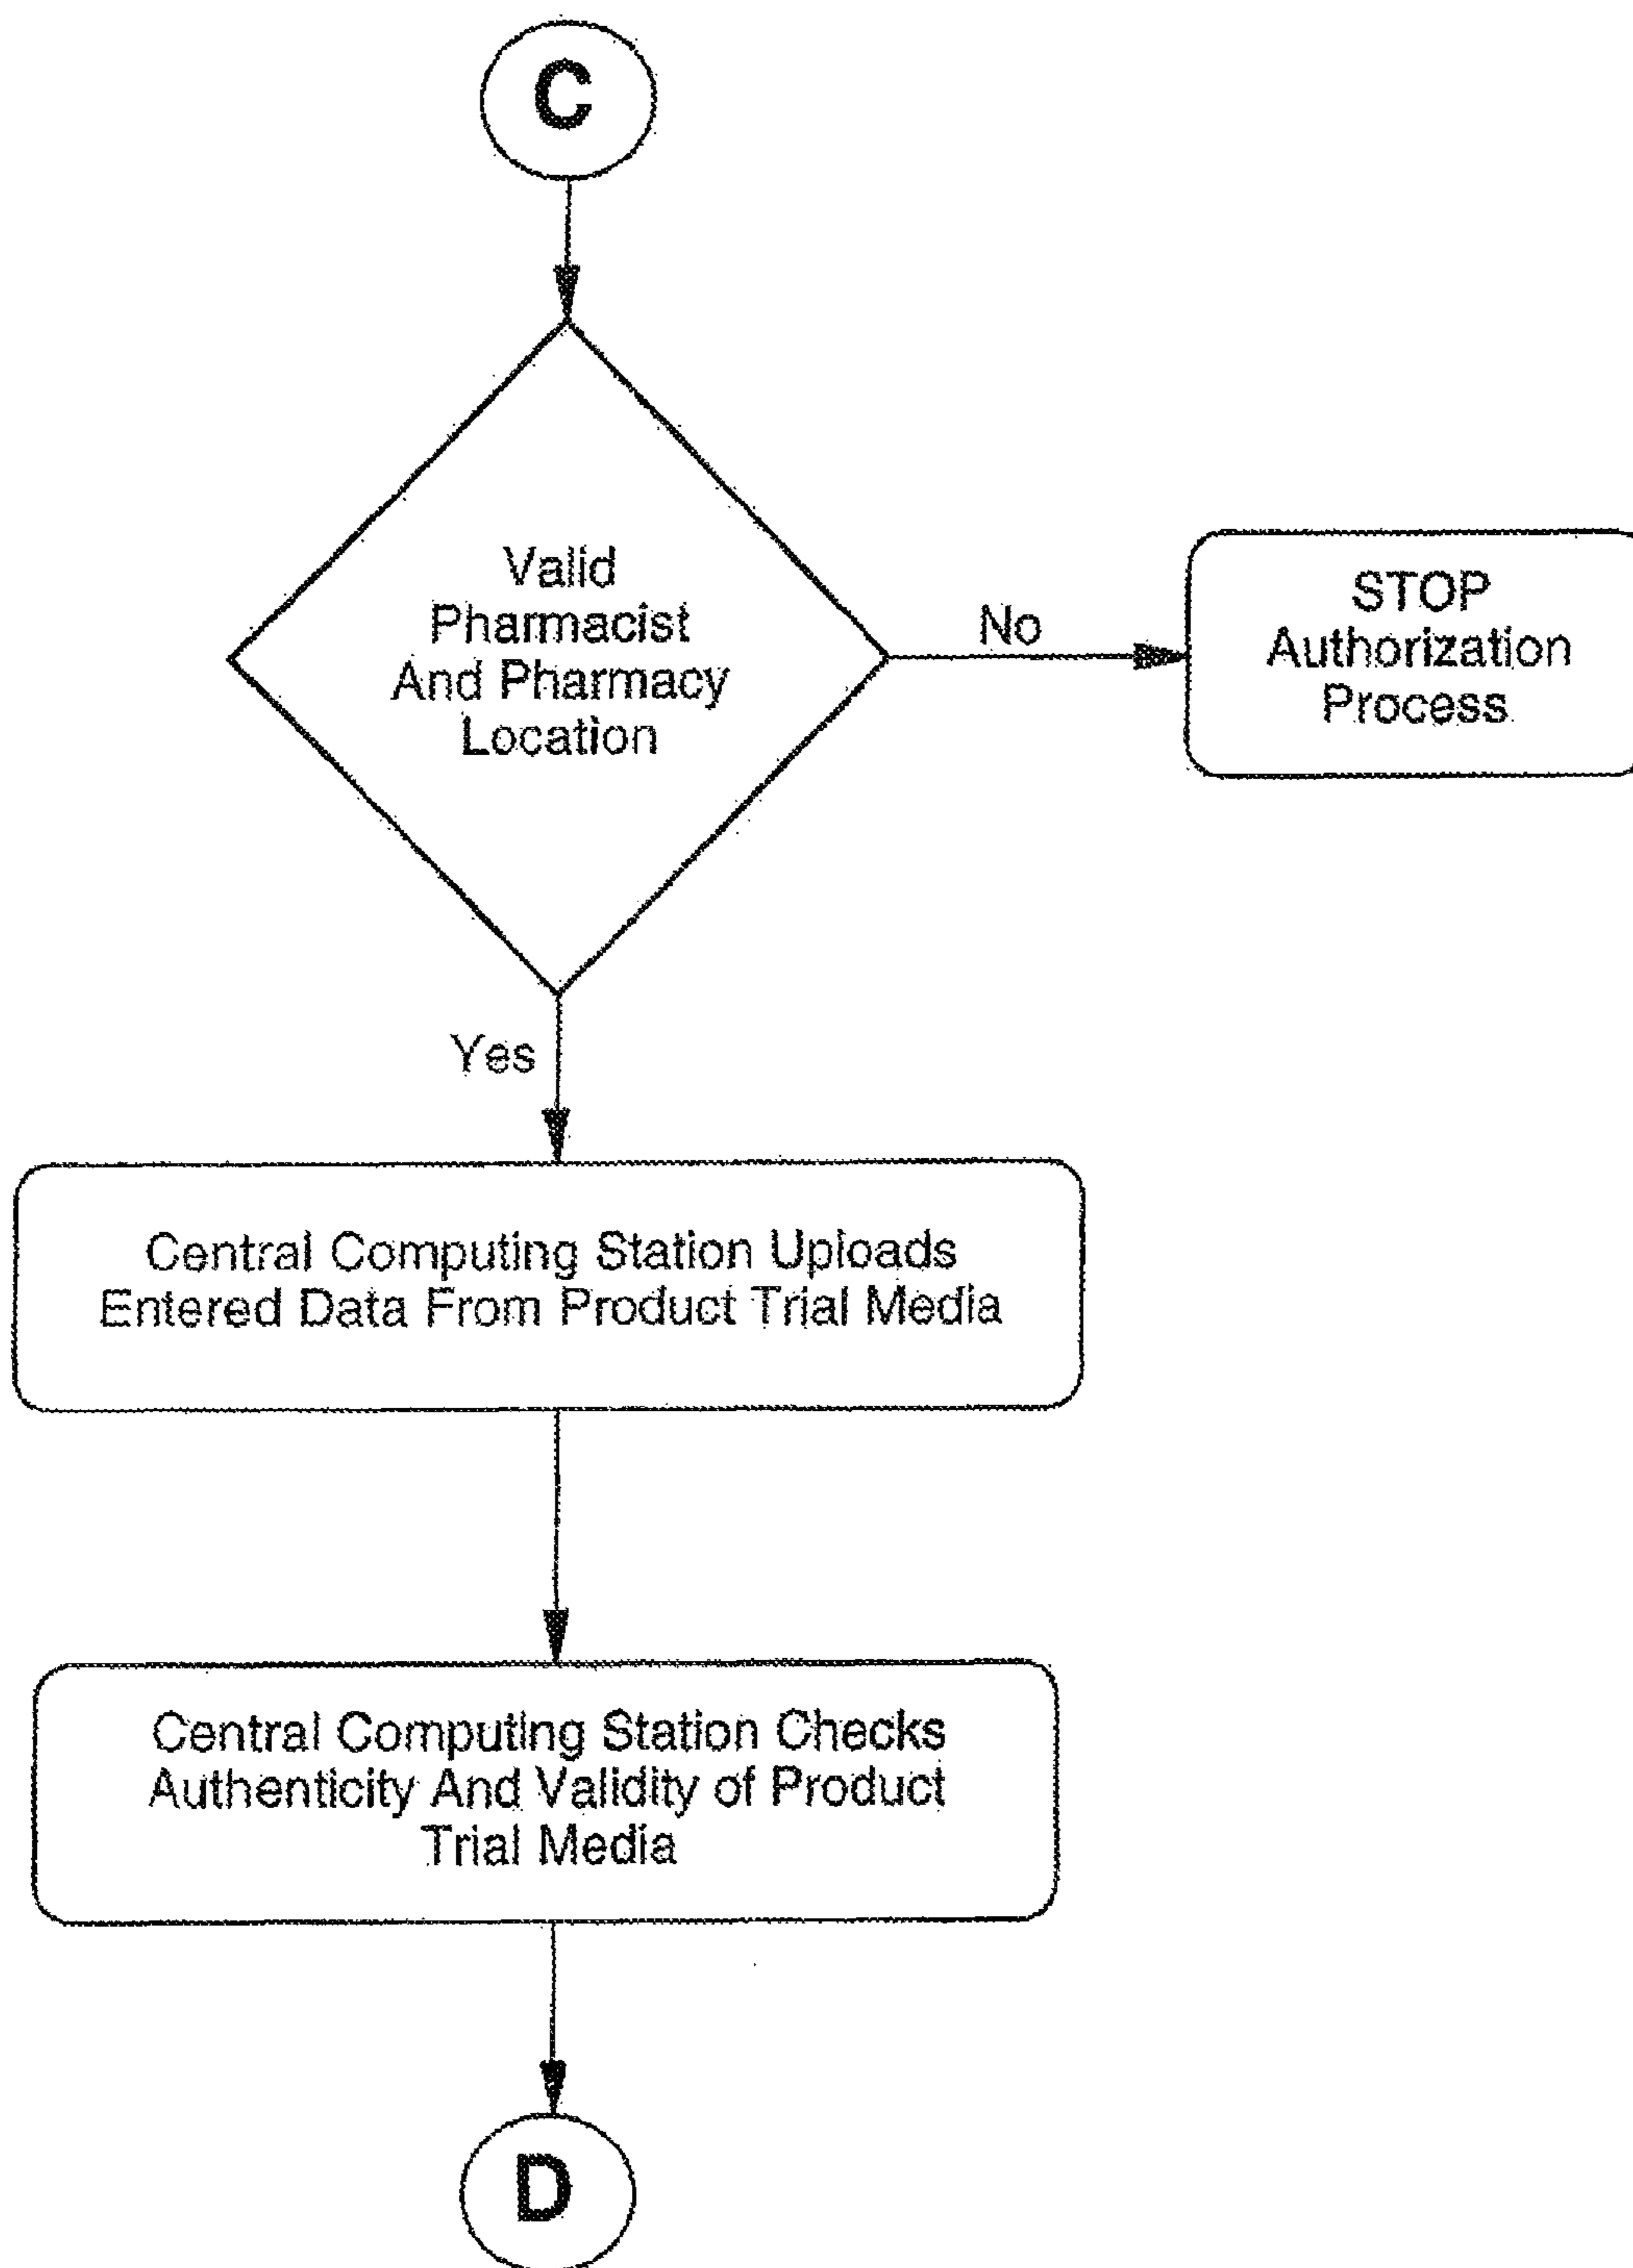 C
Valid
Pharmacist
And Pharmacy
Location
No
STOP
Authorization
Process
Yes
Central Computing Station Uploads
Entered Data From Product Trial Media
Central Computing Station Checks
Authenticity And Validity of Product
Trial Media
D